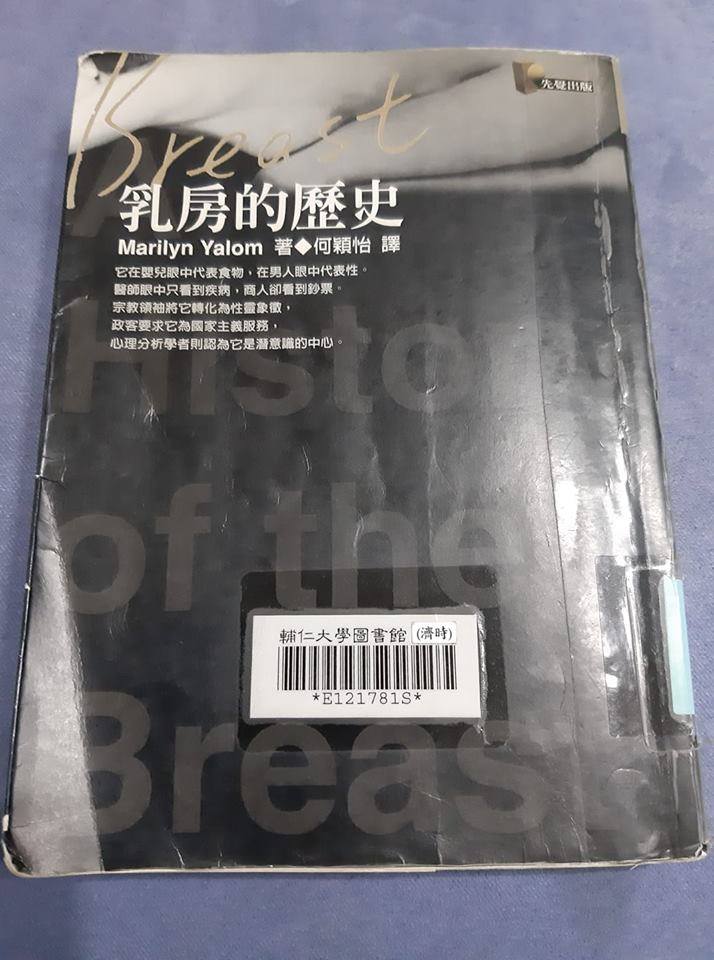 先覺出版
Breast
乳房的歷史
Marilyn Yalom 著◆何穎怡 譯
它在嬰兒眼中代表食物，在男人眼中代表性。
醫師眼中只看到疾病，商人卻看到鈔票。
宗教領袖將它轉化為性靈象徵，
政客要求它為國家主義服務，
心理分析學者則認為它是潛意識的中心。
A
History
of the
Breast
輔仁大學圖書館 (濟時)
*E121781S*